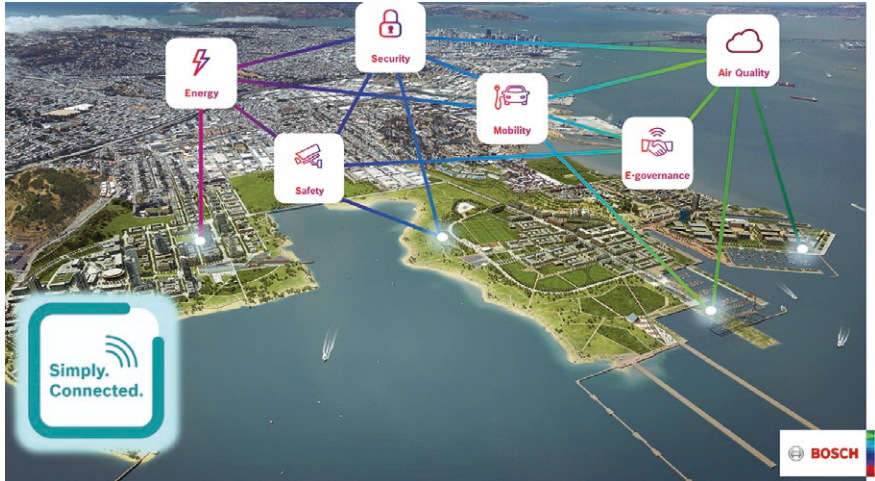 Security
Energy
Air Quality
Mobility
Safety
E-governance
Simply.
Connected.
BOSCH